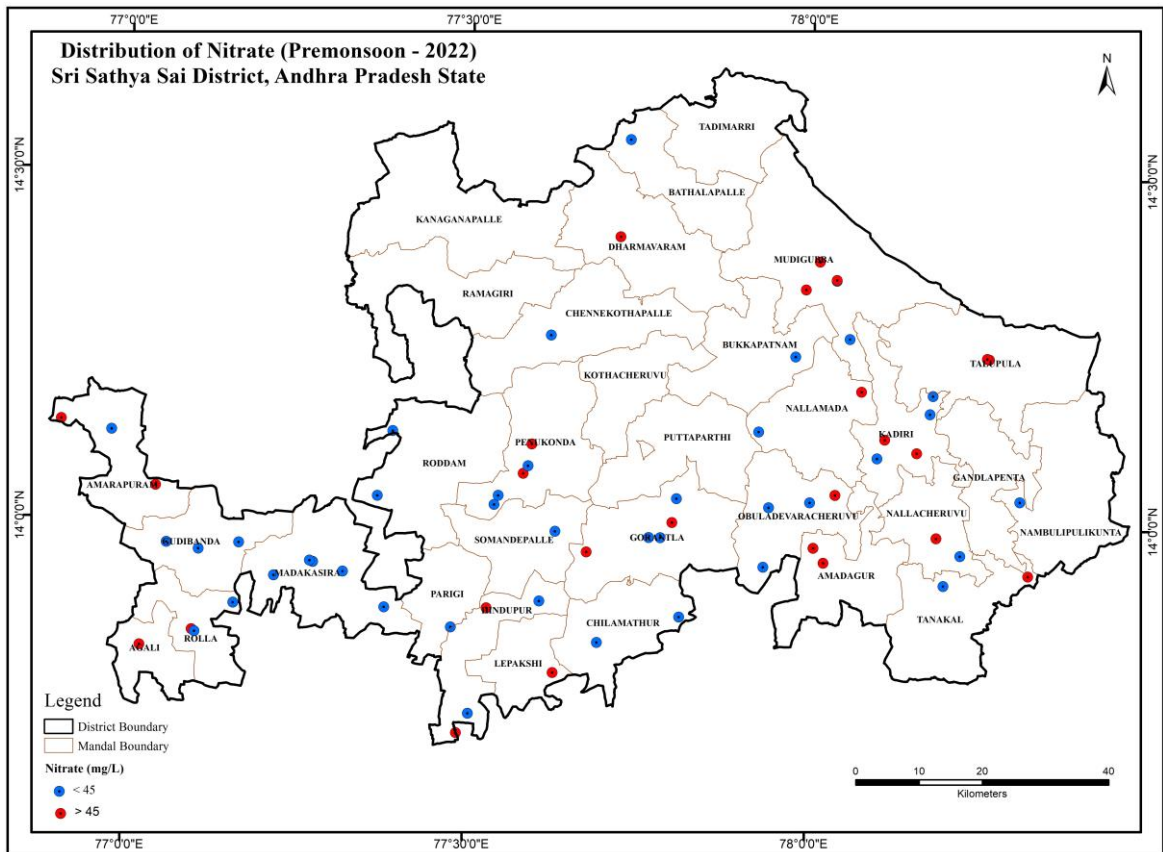 77°0'0"E
77°30'0"E
78°0'0"E
Distribution of Nitrate (Premonsoon - 2022)
Sri Sathya Sai District, Andhra Pradesh State
N
14°30'0"N
14°30'0"N
TADIMARRI
BATHALAPALLE
KANAGANAPALLE
DHARMAVARAM
MUDIGUBBA
RAMAGIRI
CHENNEKOTHAPALLE
BUKKAPATNAM
TALUPULA
KOTHACHERUVU
NALLAMADA
KADIRI
PUTTAPARTHI
PENUKONDA
RODDAM
GANDLAPENTA
AMARAPURAM
14°0'0"N
14°0'0"N
OBULADEVARACHERUVU
NALLACHERUVU
NAMBULIPULIKUNTA
GORANTLA
SOMANDEPALLE
KUDIBANDA
MADAKASIRA
AMADAGUR
PARIGI
HINDUPUR
CHILAMATHUR
TANAKAL
ROLLA
AGALI
LEPAKSHI
Legend
District Boundary
Mandal Boundary
Nitrate (mg/L)
< 45
> 45
0 10 20 40
Kilometers
77°0'0"E
77°30'0"E
78°0'0"E